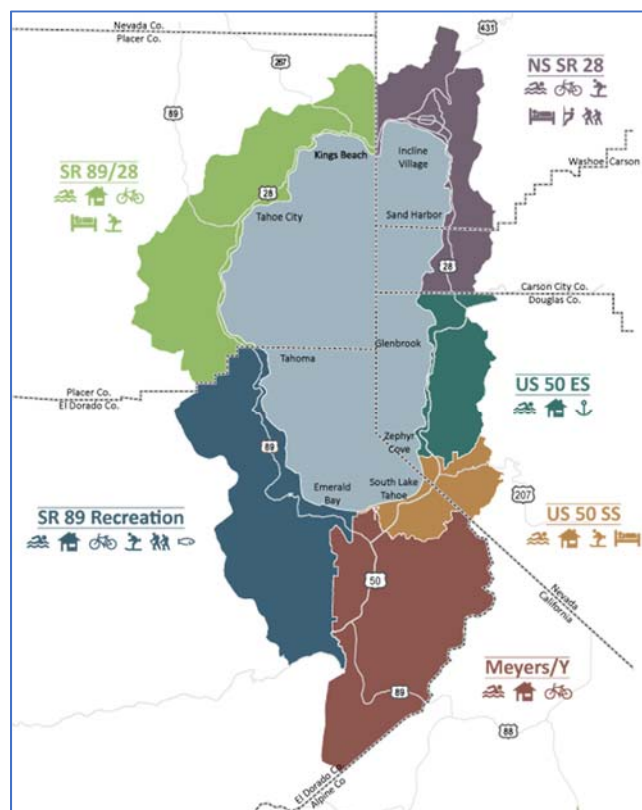 Nevada Co.
Placer Co.
431
267
NS SR 28
89
Kings Beach
Incline
Village
Washoe Carson
SR 89/28
28
Tahoe City
Sand Harbor
28
Carson City Co.
Douglas Co.
Glenbrook
Tahoma
US 50 ES
Placer Co.
El Dorado Co.
89
Zephyr
Cove
Emerald
Bay
South Lake
Tahoe
207
SR 89 Recreation
US 50 SS
50
Nevada
California
Meyers/Y
89
88
El Dorado Co.
Alpine Co